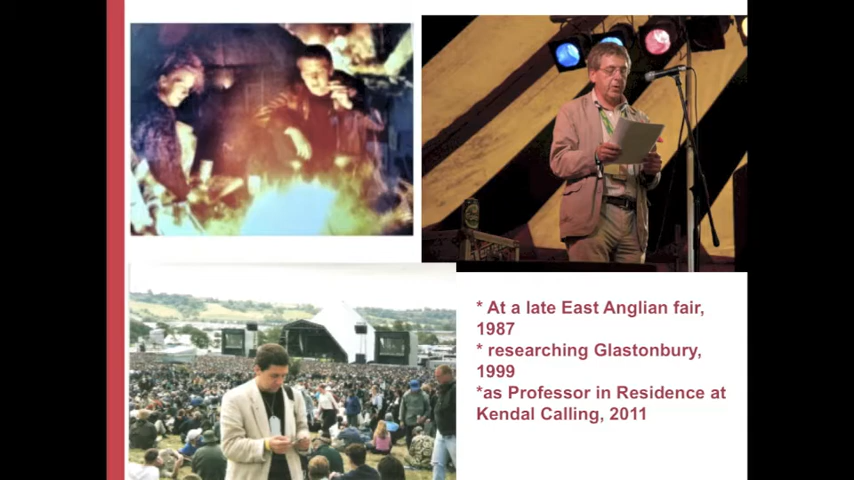 * At a late East Anglian fair,
1987
* researching Glastonbury,
1999
*as Professor in Residence at
Kendal Calling, 2011